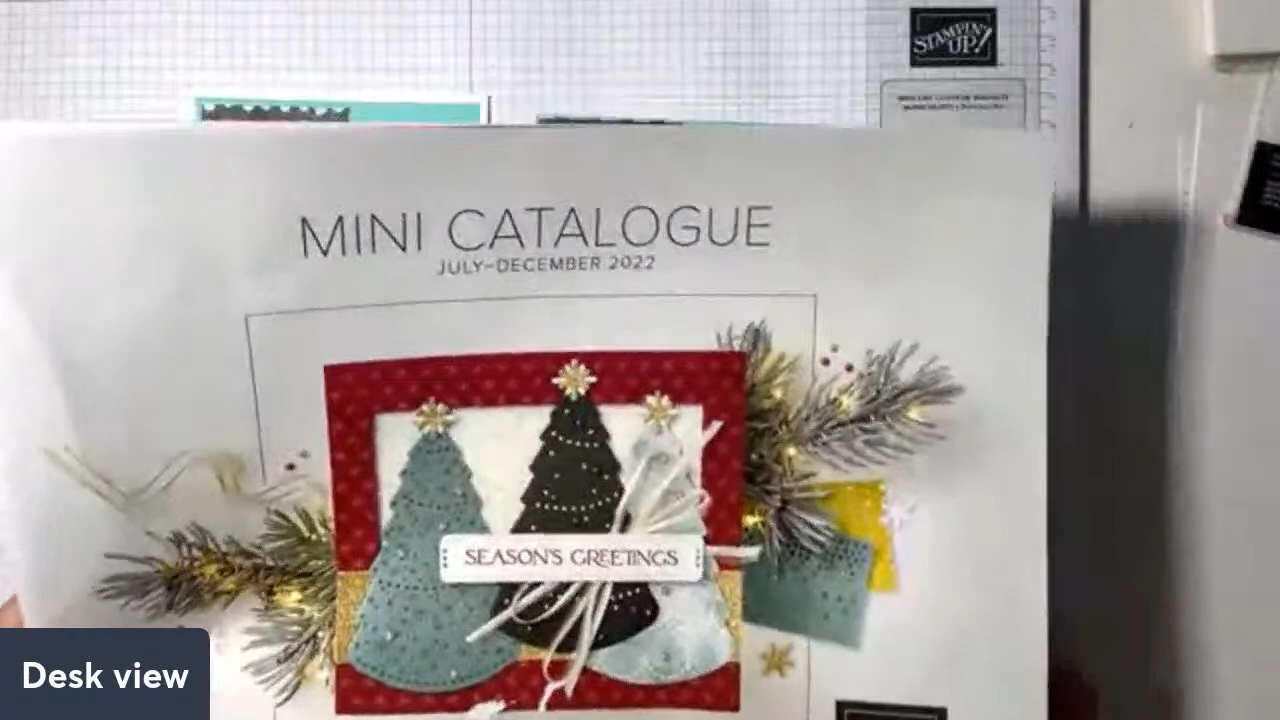 STAMPIN' UP!
MINI CATALOGUE
JULY–DECEMBER 2022
SEASON'S GREETINGS
Desk view